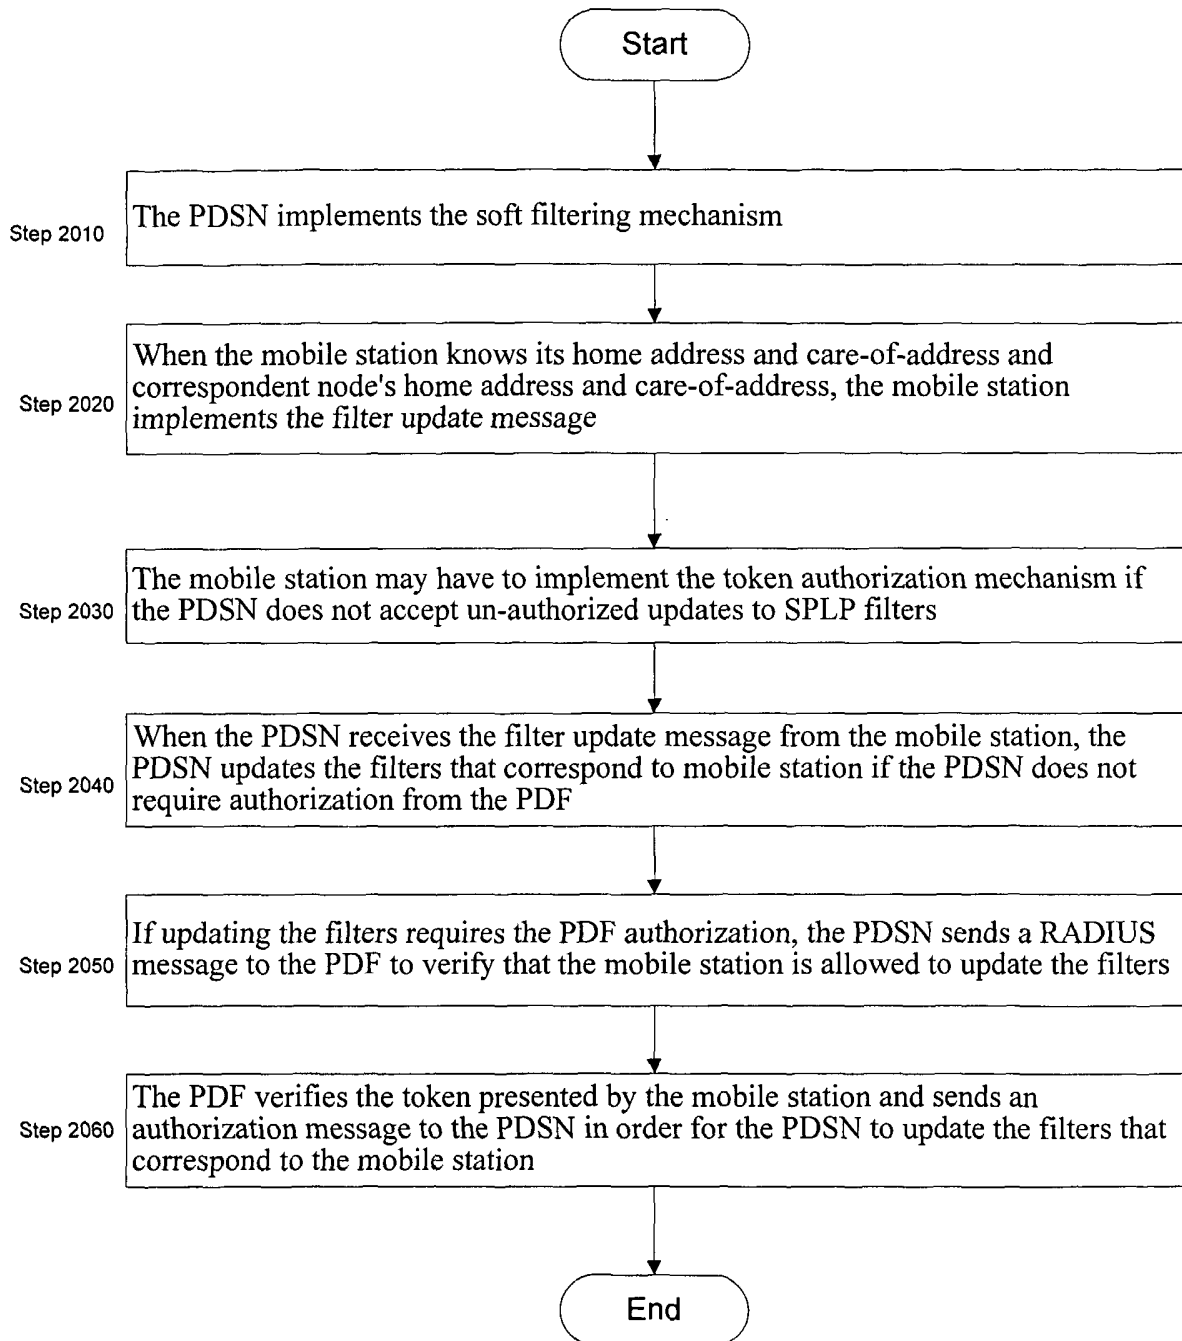 Start
Step 2010
The PDSN implements the soft filtering mechanism
Step 2020
When the mobile station knows its home address and care-of-address and
correspondent node's home address and care-of-address, the mobile station
implements the filter update message
Step 2030
The mobile station may have to implement the token authorization mechanism if
the PDSN does not accept un-authorized updates to SPLP filters
Step 2040
When the PDSN receives the filter update message from the mobile station, the
PDSN updates the filters that correspond to mobile station if the PDSN does not
require authorization from the PDF
Step 2050
If updating the filters requires the PDF authorization, the PDSN sends a RADIUS
message to the PDF to verify that the mobile station is allowed to update the filters
Step 2060
The PDF verifies the token presented by the mobile station and sends an
authorization message to the PDSN in order for the PDSN to update the filters that
correspond to the mobile station
End